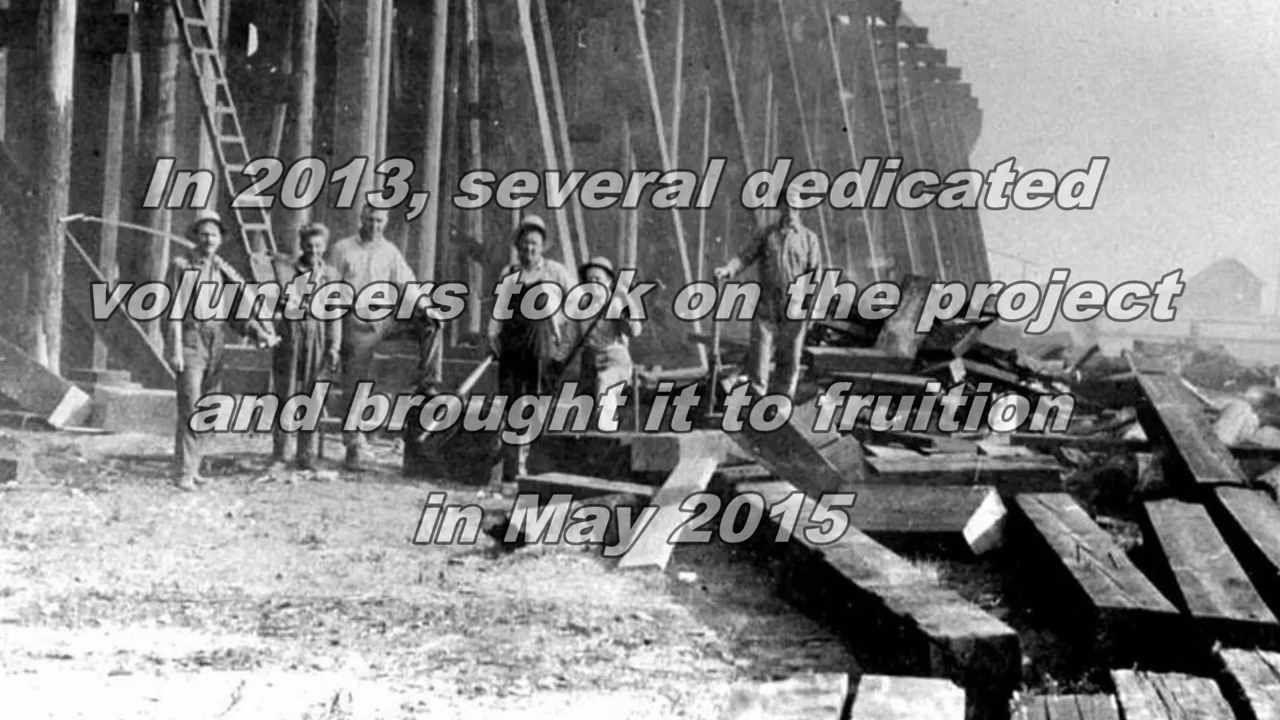 In 2013, several dedicated
volunteers took on the project
and brought it to fruition
in May 2015